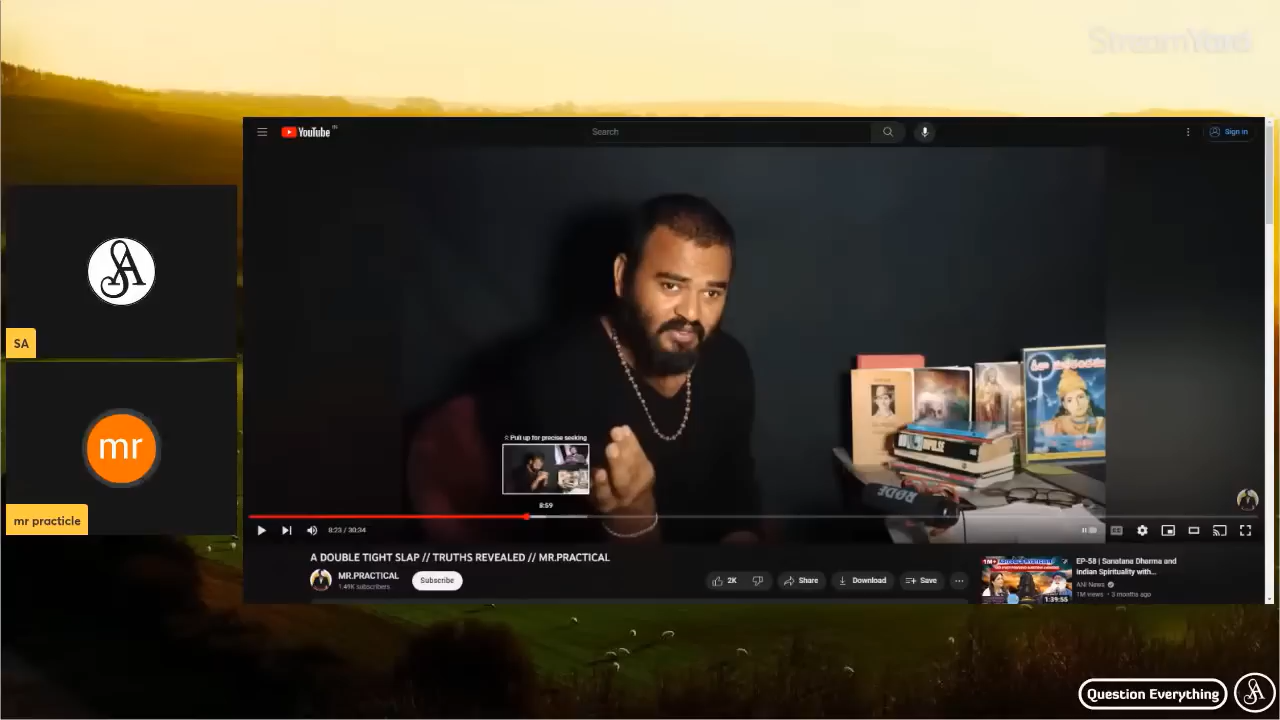 StreamYard
YouTube IN
Search
Sign in
SA
mr
mr practicle
Pull up for precise seeking
8:59
RODE
8:23 / 30:34
A DOUBLE TIGHT SLAP // TRUTHS REVEALED // MR.PRACTICAL
MR.PRACTICAL
1.41K subscribers
Subscribe
2K
Share
Download
Save
EP-58 | Sanatana Dharma and
Indian Spirituality with...
ANI News
1M views • 3 months ago
1:39:55
Question Everything